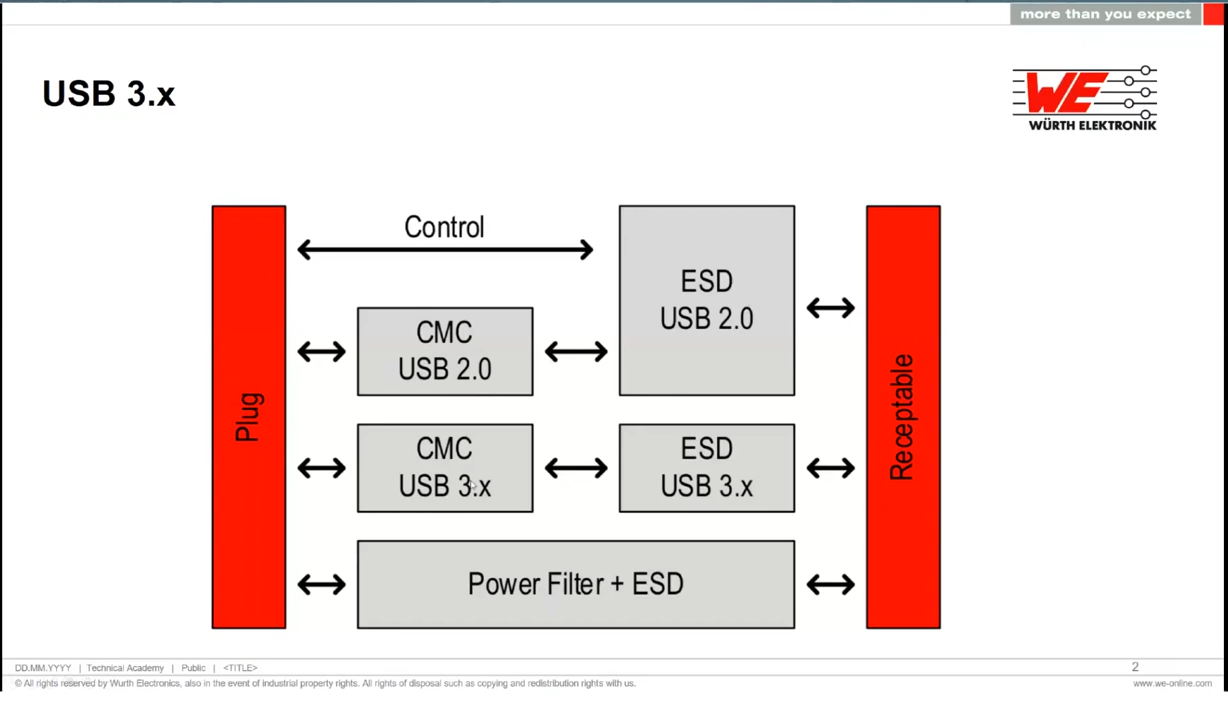 more than you expect
USB 3.x
WE
WÜRTH ELEKTRONIK
Control
ESD
USB 2.0
CMC
USB 2.0
Plug
Receptable
CMC
USB 3.x
ESD
USB 3.x
Power Filter + ESD
DD.MM.YYYY | Technical Academy | Public | <TITLE>
2
© All rights reserved by Wurth Electronics, also in the event of industrial property rights. All rights of disposal such as copying and redistribution rights with us.
www.we-online.com